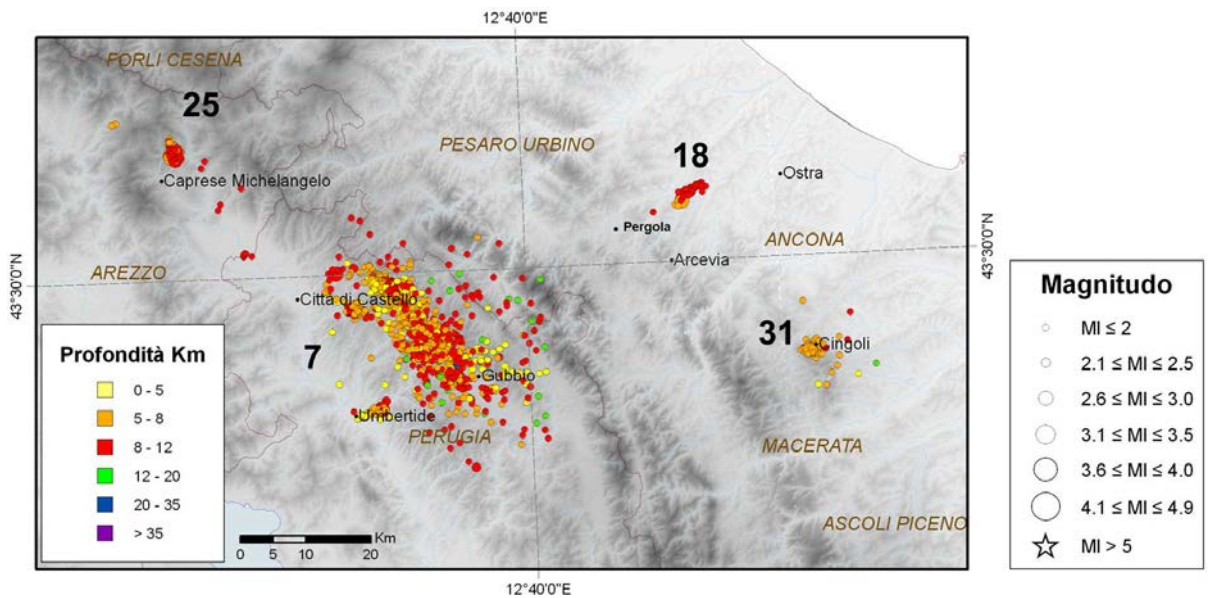 12°40'0"E
FORLI CESENA
25
PESARO URBINO
18
Caprese Michelangelo
Ostra
Pergola
ANCONA
43°30'0"N
Arcevia
AREZZO
43°30'0"N
Citta di Castello
31
Cingoli
7
Gubbio
Umbertide
PERUGIA
MACERATA
ASCOLI PICENO
Profondità Km
0 - 5
5 - 8
8 - 12
12 - 20
20 - 35
> 35
Km
0 5 10 20
12°40'0"E
Magnitudo
Ml ≤ 2
2.1 ≤ Ml ≤ 2.5
2.6 ≤ Ml ≤ 3.0
3.1 ≤ Ml ≤ 3.5
3.6 ≤ Ml ≤ 4.0
4.1 ≤ Ml ≤ 4.9
Ml > 5